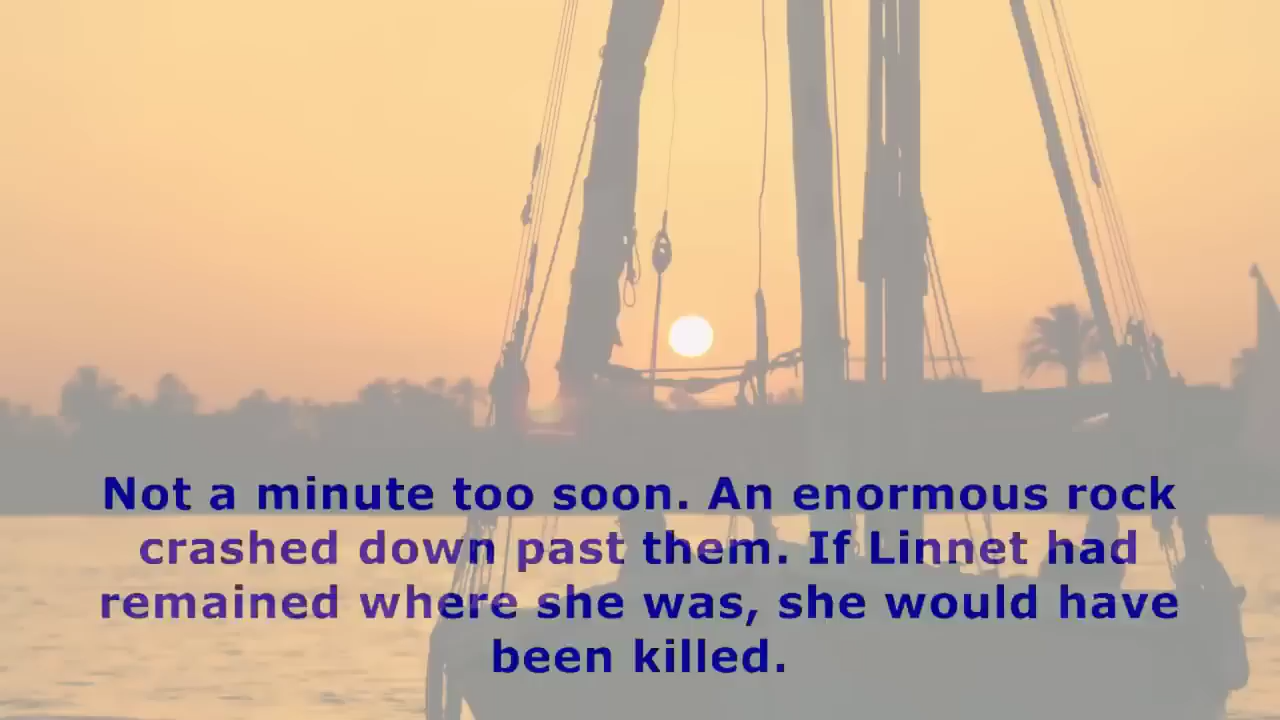 Not a minute too soon. An enormous rock
crashed down past them. If Linnet had
remained where she was, she would have
been killed.